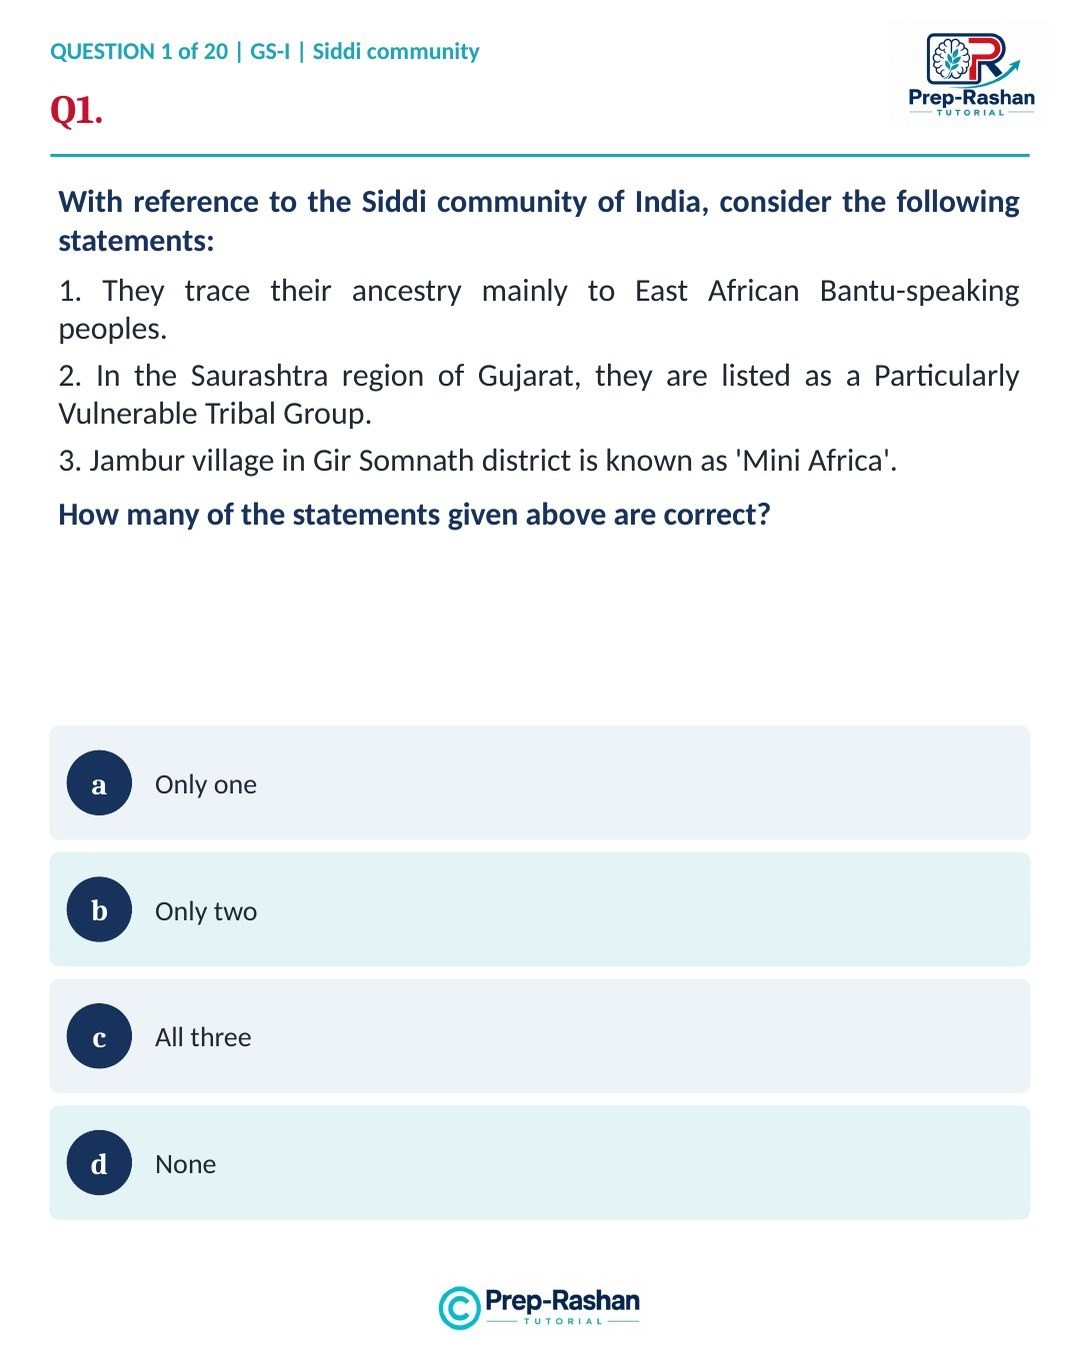 QUESTION 1 of 20 | GS-I | Siddi community
Prep-Rashan
TUTORIAL
Q1.
With reference to the Siddi community of India, consider the following
statements:
1. They trace their ancestry mainly to East African Bantu-speaking
peoples.
2. In the Saurashtra region of Gujarat, they are listed as a Particularly
Vulnerable Tribal Group.
3. Jambur village in Gir Somnath district is known as 'Mini Africa'.
How many of the statements given above are correct?
a Only one
b Only two
c All three
d None
© Prep-Rashan
TUTORIAL